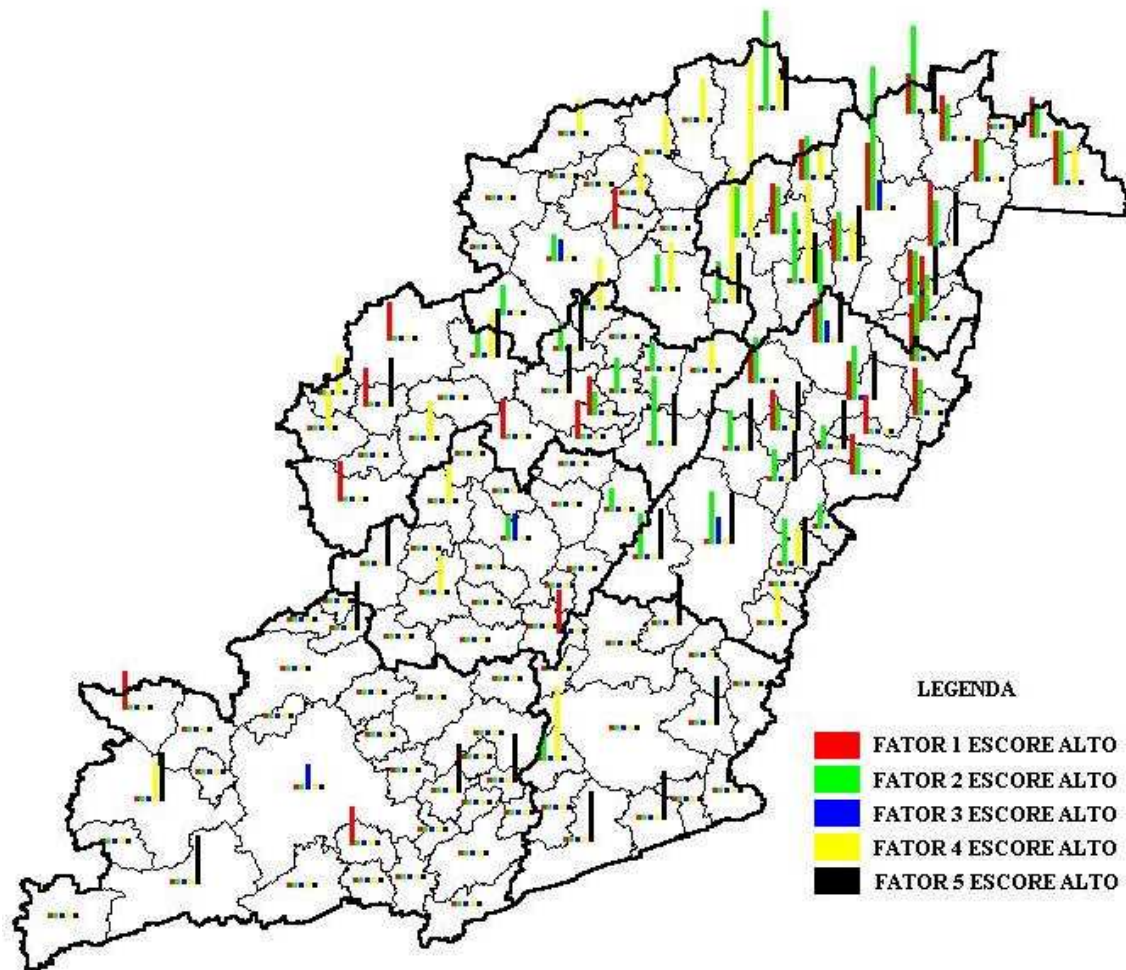 LEGENDA
FATOR 1 ESCORE ALTO
FATOR 2 ESCORE ALTO
FATOR 3 ESCORE ALTO
FATOR 4 ESCORE ALTO
FATOR 5 ESCORE ALTO